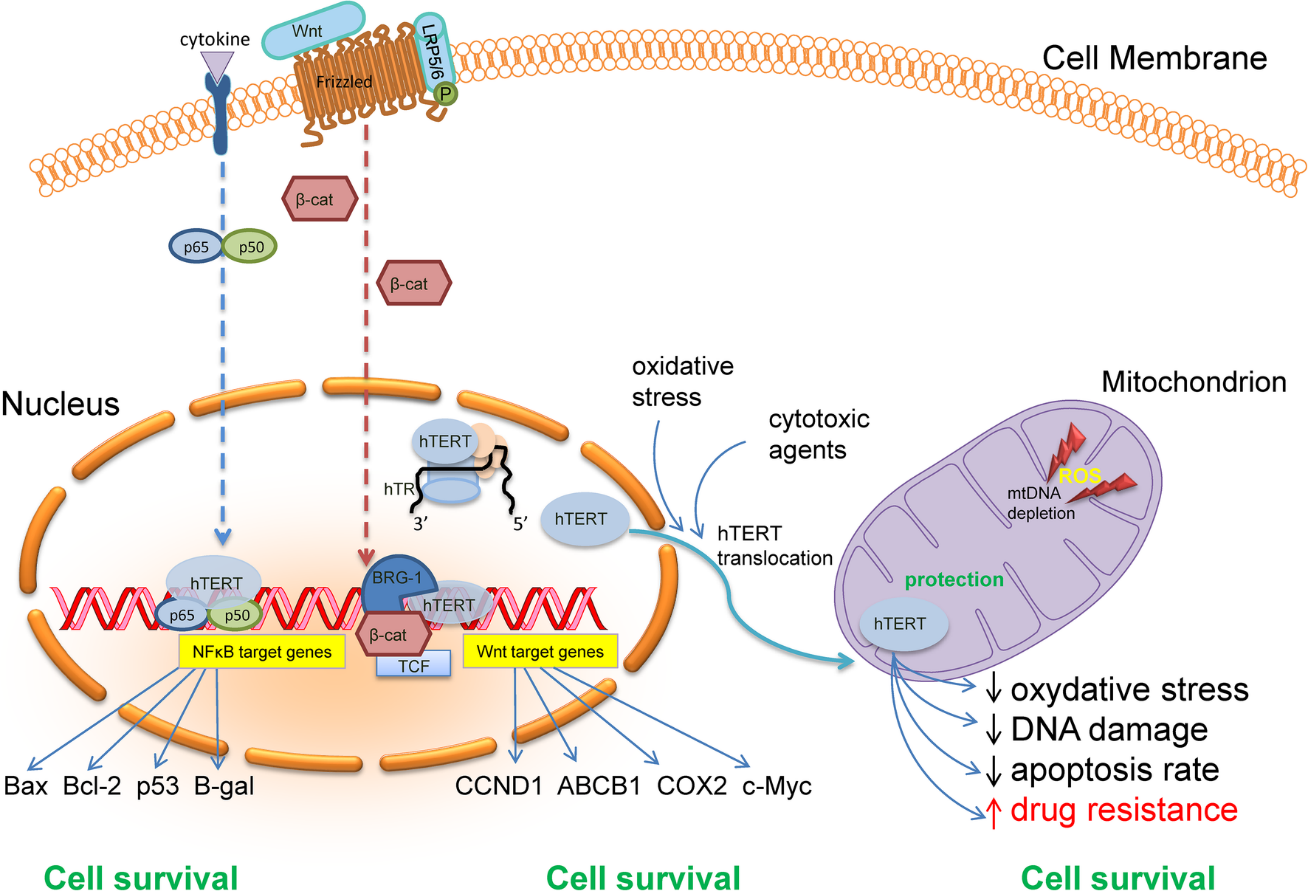 cytokine
Wnt
LRP5/6
Frizzled
P
Cell Membrane
β-cat
p65
p50
β-cat
Nucleus
oxidative
stress
cytotoxic
agents
Mitochondrion
hTERT
hTR
3’
5’
hTERT
hTERT
translocation
ROS
mtDNA
depletion
protection
hTERT
hTERT
p65
p50
BRG-1
hTERT
β-cat
TCF
NFκB target genes
Wnt target genes
↓ oxydative stress
↓ DNA damage
↓ apoptosis rate
↑ drug resistance
Bax Bcl-2 p53 B-gal
CCND1 ABCB1 COX2 c-Myc
Cell survival
Cell survival
Cell survival